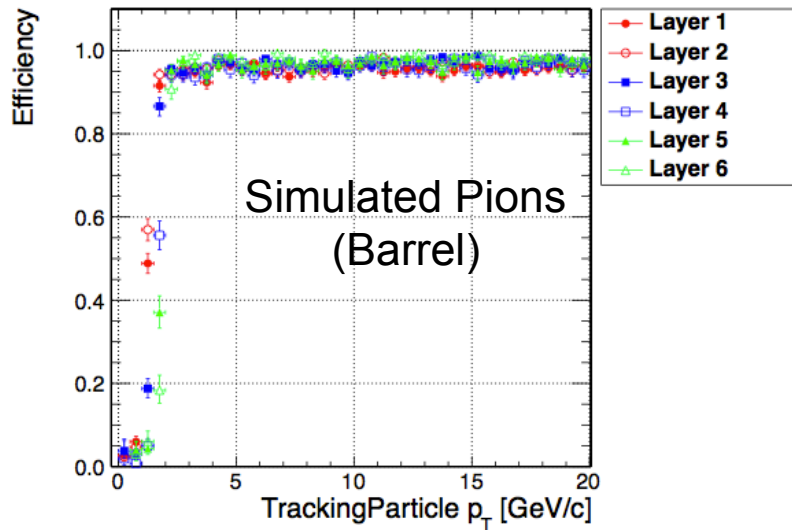 Efficiency
1.0
0.8
0.6
0.4
0.2
0.0
Simulated Pions
(Barrel)
0 5 10 15 20
TrackingParticle p_T [GeV/c]
Layer 1
Layer 2
Layer 3
Layer 4
Layer 5
Layer 6